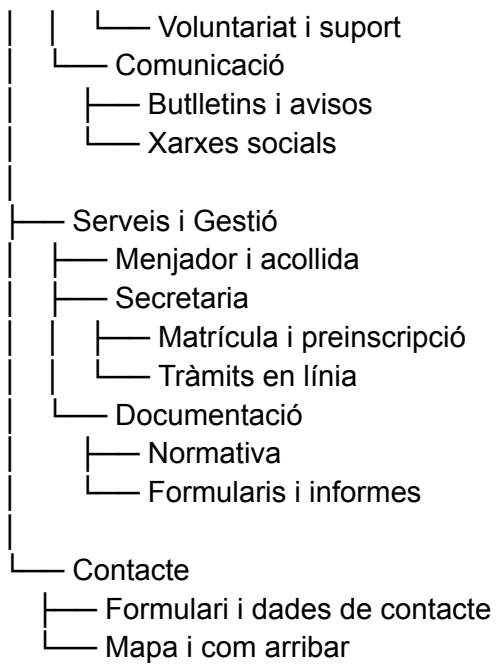 │   │   └── Voluntariat i suport
│   └── Comunicació
│       ├── Butlletins i avisos
│       └── Xarxes socials
│
├── Serveis i Gestió
│   ├── Menjador i acollida
│   ├── Secretaria
│   │   ├── Matrícula i preinscripció
│   │   └── Tràmits en línia
│   └── Documentació
│       ├── Normativa
│       └── Formularis i informes
│
└── Contacte
    ├── Formulari i dades de contacte
    └── Mapa i com arribar